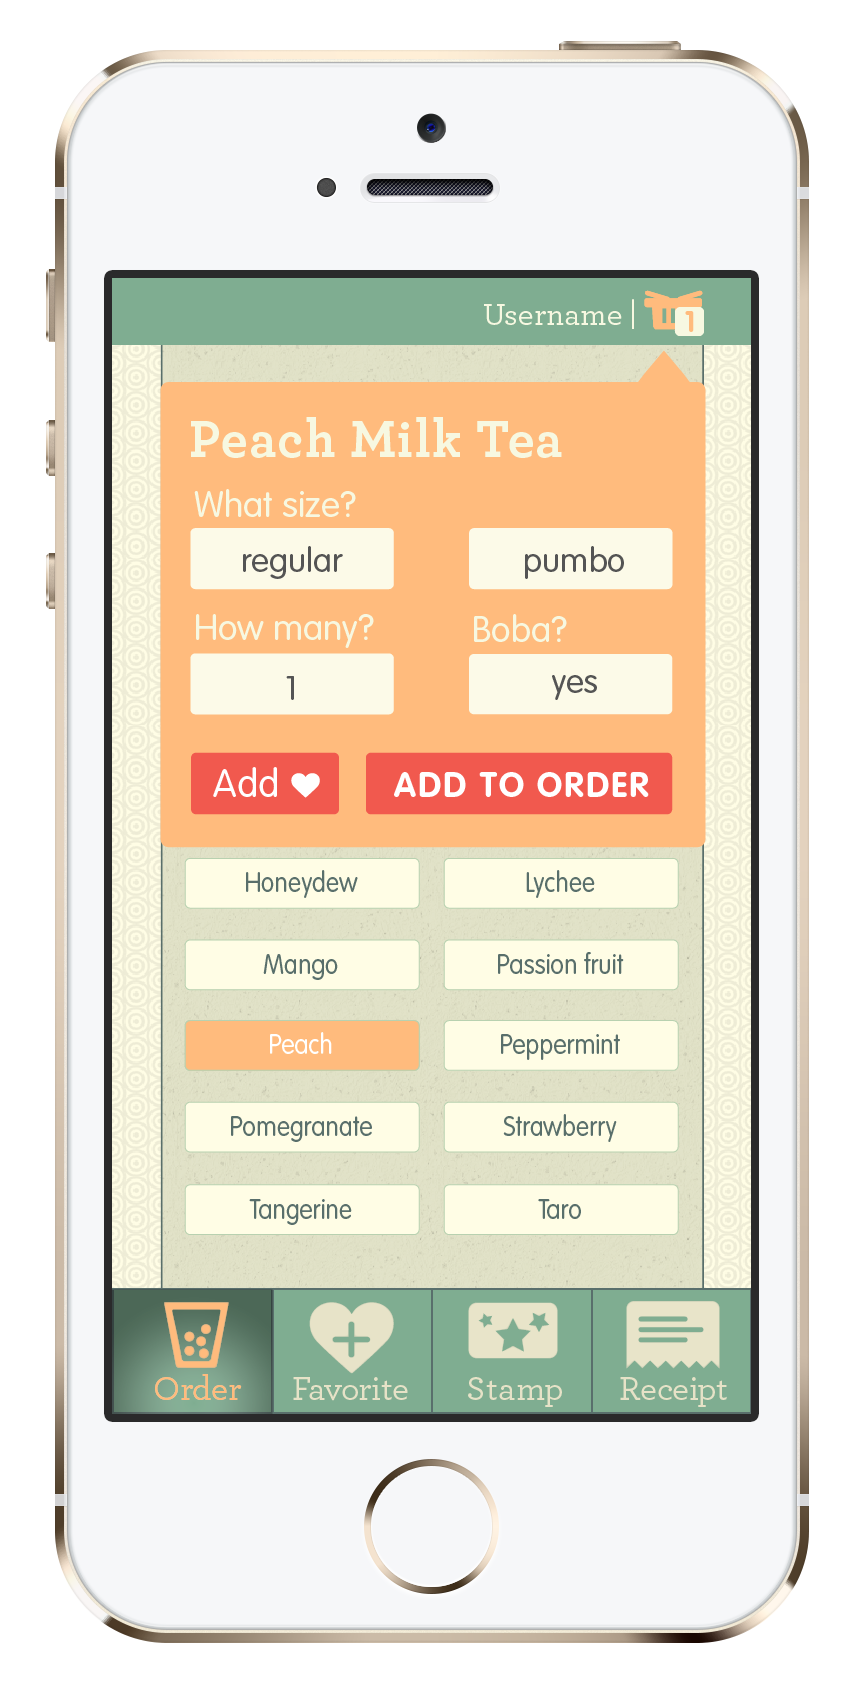 Username
1
Peach Milk Tea
What size?
regular pumbo
How many? Boba?
1 yes
Add ADD TO ORDER
Honeydew Lychee
Mango Passion fruit
Peach Peppermint
Pomegranate Strawberry
Tangerine Taro
Order Favorite Stamp Receipt